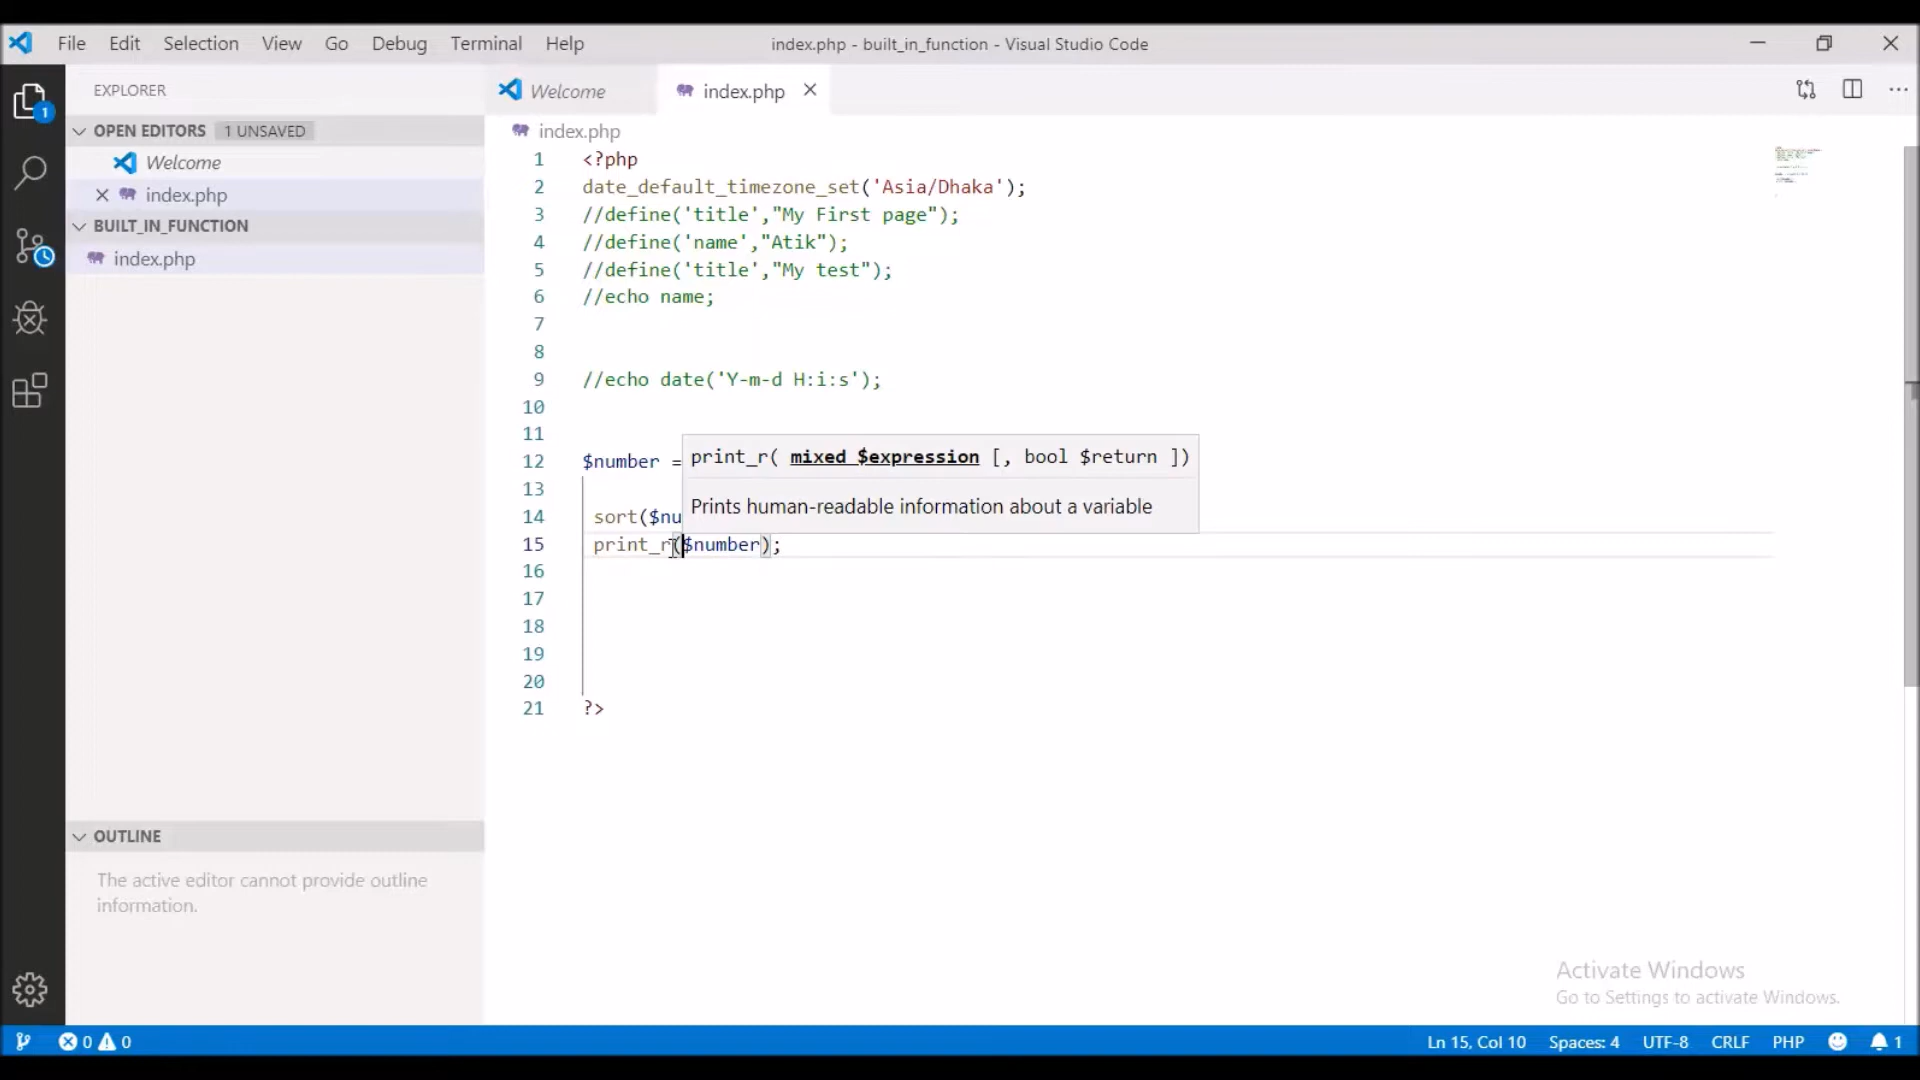 File Edit Selection View Go Debug Terminal Help
index.php - built_in_function - Visual Studio Code
EXPLORER
OPEN EDITORS 1 UNSAVED
Welcome
index.php
BUILT_IN_FUNCTION
index.php
OUTLINE
The active editor cannot provide outline
information.
1
Welcome index.php
index.php
1 <?php
2 date_default_timezone_set('Asia/Dhaka');
3 //define('title',"My First page");
4 //define('name',"Atik");
5 //define('title',"My test");
6 //echo name;
7
8
9 //echo date('Y-m-d H:i:s');
10
11
12 $number =
print_r( mixed $expression [, bool $return ])
Prints human-readable information about a variable
13
14 sort($nu
15 print_r($number);
16
17
18
19
20
21 ?>
Activate Windows
Go to Settings to activate Windows.
0 0
Ln 15, Col 10 Spaces: 4 UTF-8 CRLF PHP 1